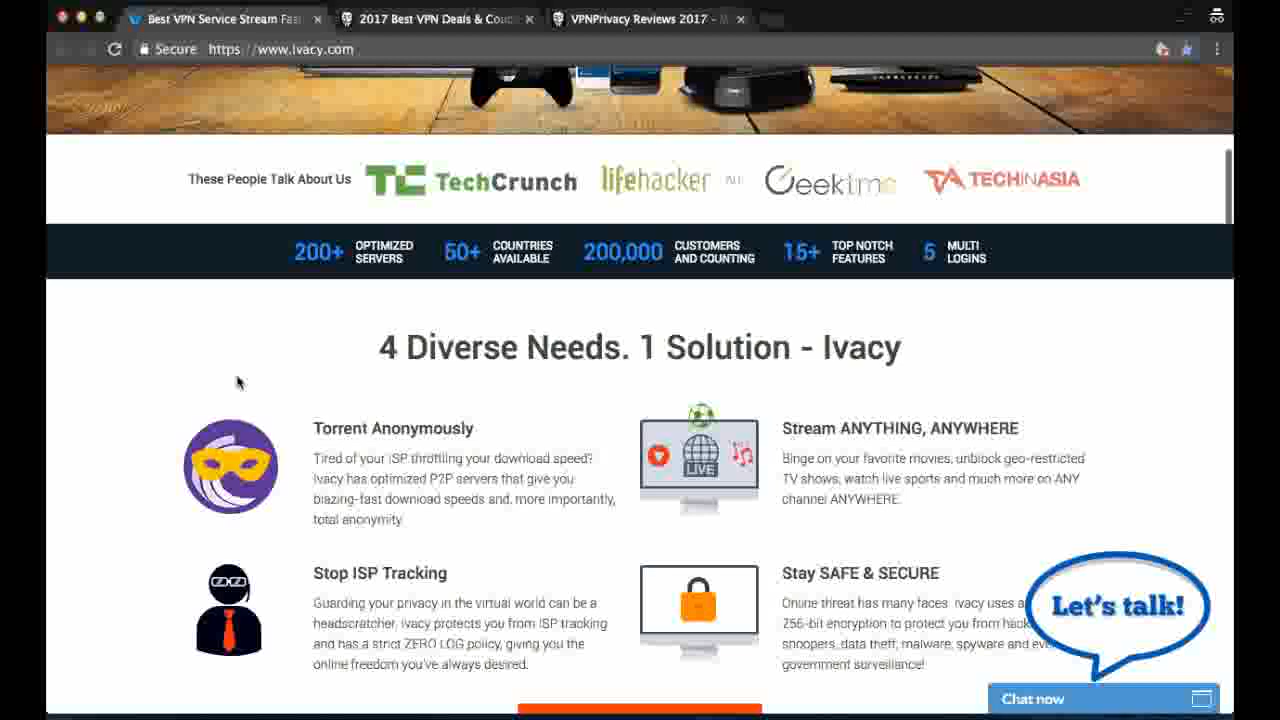 Best VPN Service Stream Fas
2017 Best VPN Deals & Couc
VPNPrivacy Reviews 2017 -
Secure https://www.ivacy.com
These People Talk About Us TechCrunch lifehacker Geektime TECHINASIA
200+ OPTIMIZED SERVERS
50+ COUNTRIES AVAILABLE
200,000 CUSTOMERS AND COUNTING
15+ TOP NOTCH FEATURES
5 MULTI LOGINS
4 Diverse Needs. 1 Solution - Ivacy
Torrent Anonymously
Tired of your ISP throttling your download speed?
Ivacy has optimized P2P servers that give you
blazing-fast download speeds and, more importantly,
total anonymity.
LIVE
Stream ANYTHING, ANYWHERE
Binge on your favorite movies, unblock geo-restricted
TV shows, watch live sports and much more on ANY
channel ANYWHERE.
Stop ISP Tracking
Guarding your privacy in the virtual world can be a
headscratcher. Ivacy protects you from ISP tracking
and has a strict ZERO LOG policy, giving you the
online freedom you've always desired.
Stay SAFE & SECURE
Online threat has many faces. Ivacy uses
256-bit encryption to protect you from
snoopers, data theft, malware, spyware and
government surveillance!
Let's talk!
Chat now